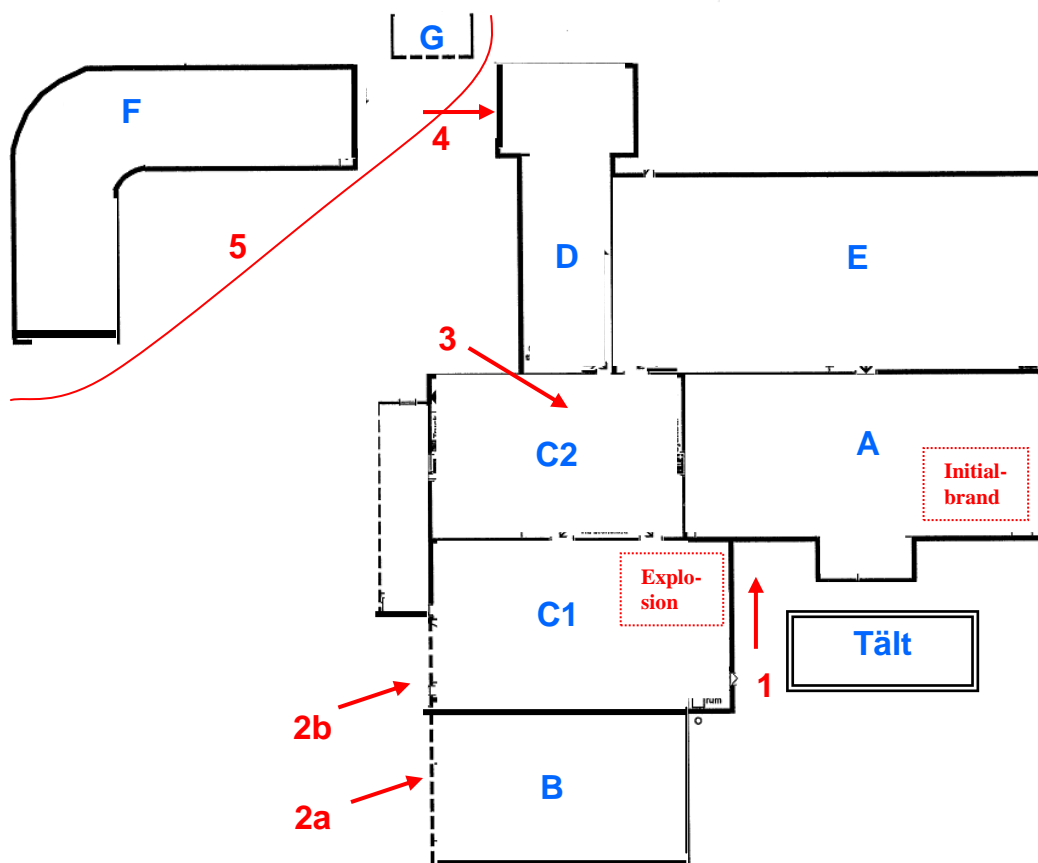 G
F
4
5
D
E
3
C2
A
Initial-
brand
Explo-
sion
C1
Tält
1
rum
2b
B
2a